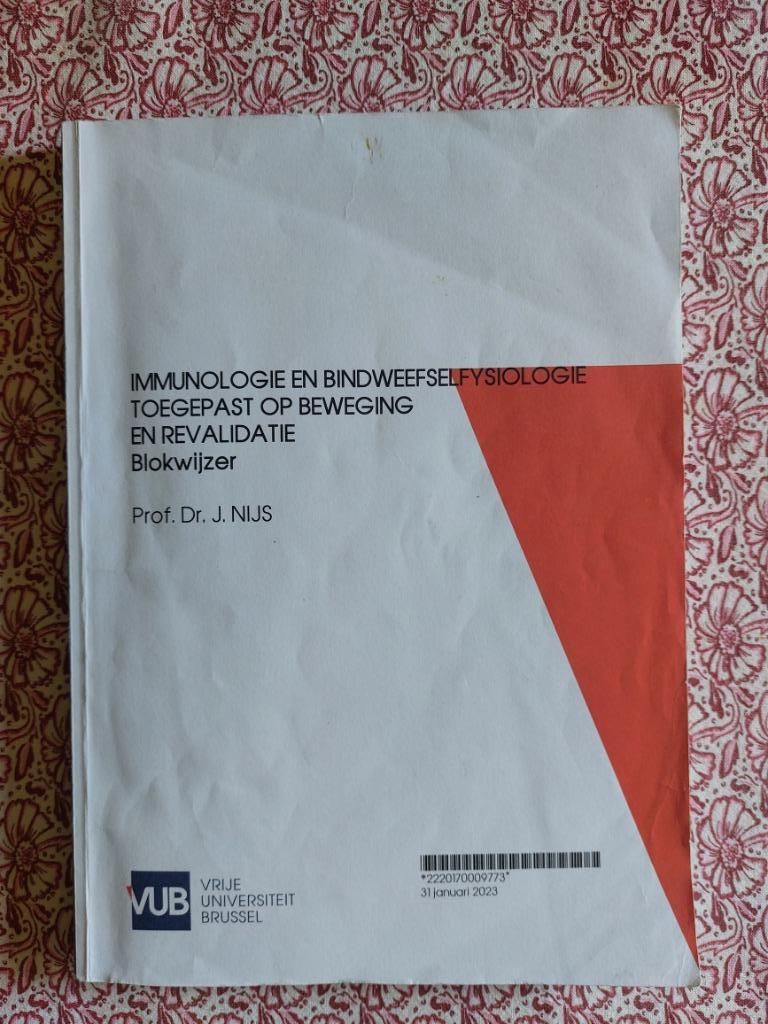 IMMUNOLOGIE EN BINDWEEFSELFYSIOLOGIE
TOEGEPAST OP BEWEGING
EN REVALIDATIE
Blokwijzer
Prof. Dr. J. NIJS
VUB
VRIJE
UNIVERSITEIT
BRUSSEL
*2220170009773*
31 januari 2023